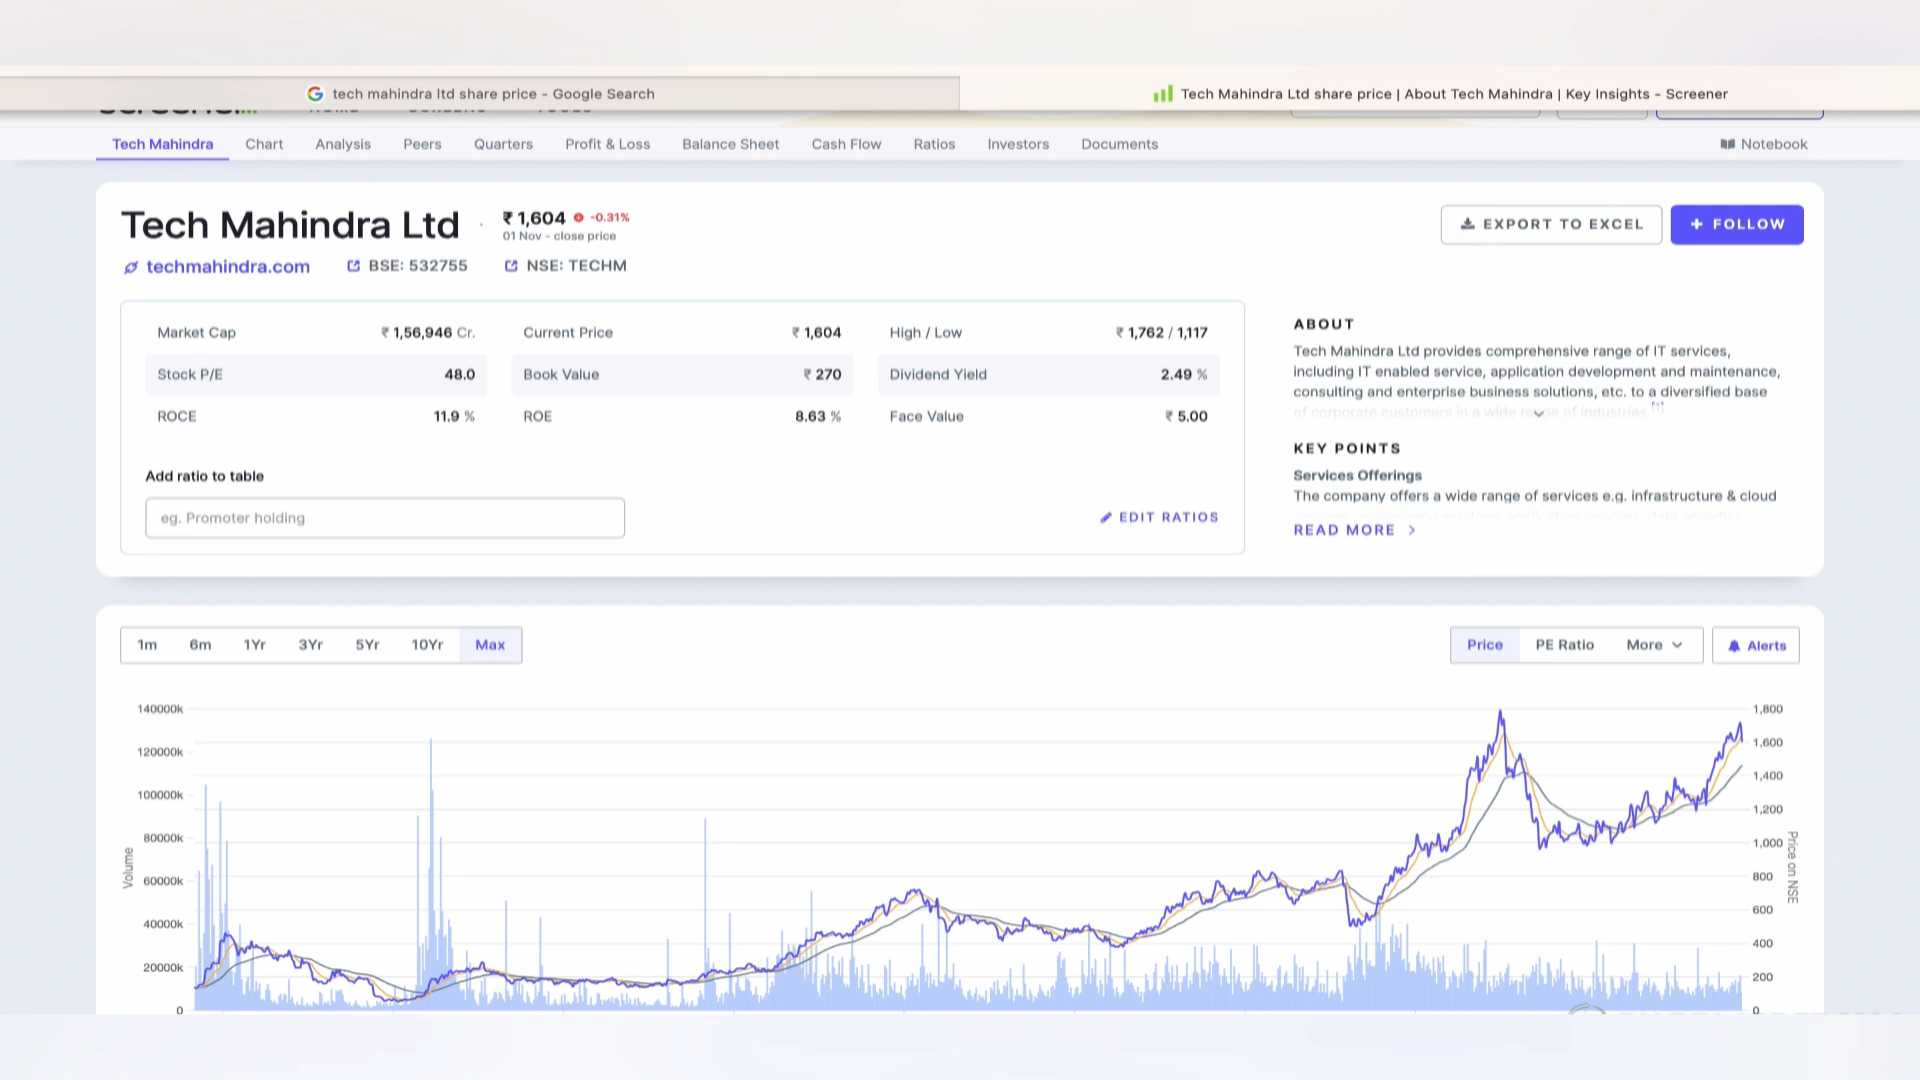 tech mahindra ltd share price – Google Search
Tech Mahindra Ltd share price | About Tech Mahindra | Key Insights – Screener
Tech Mahindra Chart Analysis Peers Quarters Profit & Loss Balance Sheet Cash Flow Ratios Investors Documents Notebook
Tech Mahindra Ltd
₹ 1,604 -0.31%
01 Nov - close price
EXPORT TO EXCEL
+ FOLLOW
techmahindra.com BSE: 532755 NSE: TECHM
Market Cap ₹ 1,56,946 Cr.
Current Price ₹ 1,604
High / Low ₹ 1,762 / 1,117
Stock P/E 48.0
Book Value ₹ 270
Dividend Yield 2.49 %
ROCE 11.9 %
ROE 8.63 %
Face Value ₹ 5.00
Add ratio to table
eg. Promoter holding
EDIT RATIOS
ABOUT
Tech Mahindra Ltd provides comprehensive range of IT services,
including IT enabled service, application development and maintenance,
consulting and enterprise business solutions, etc. to a diversified base
of corporate customers in a wide range of industries.[1]
KEY POINTS
Services Offerings
The company offers a wide range of services e.g. infrastructure & cloud
READ MORE
1m 6m 1Yr 3Yr 5Yr 10Yr Max
Price PE Ratio More
Alerts
140000k
120000k
100000k
80000k
60000k
40000k
20000k
0
Volume
1,800
1,600
1,400
1,200
1,000
800
600
400
200
0
Price on NSE